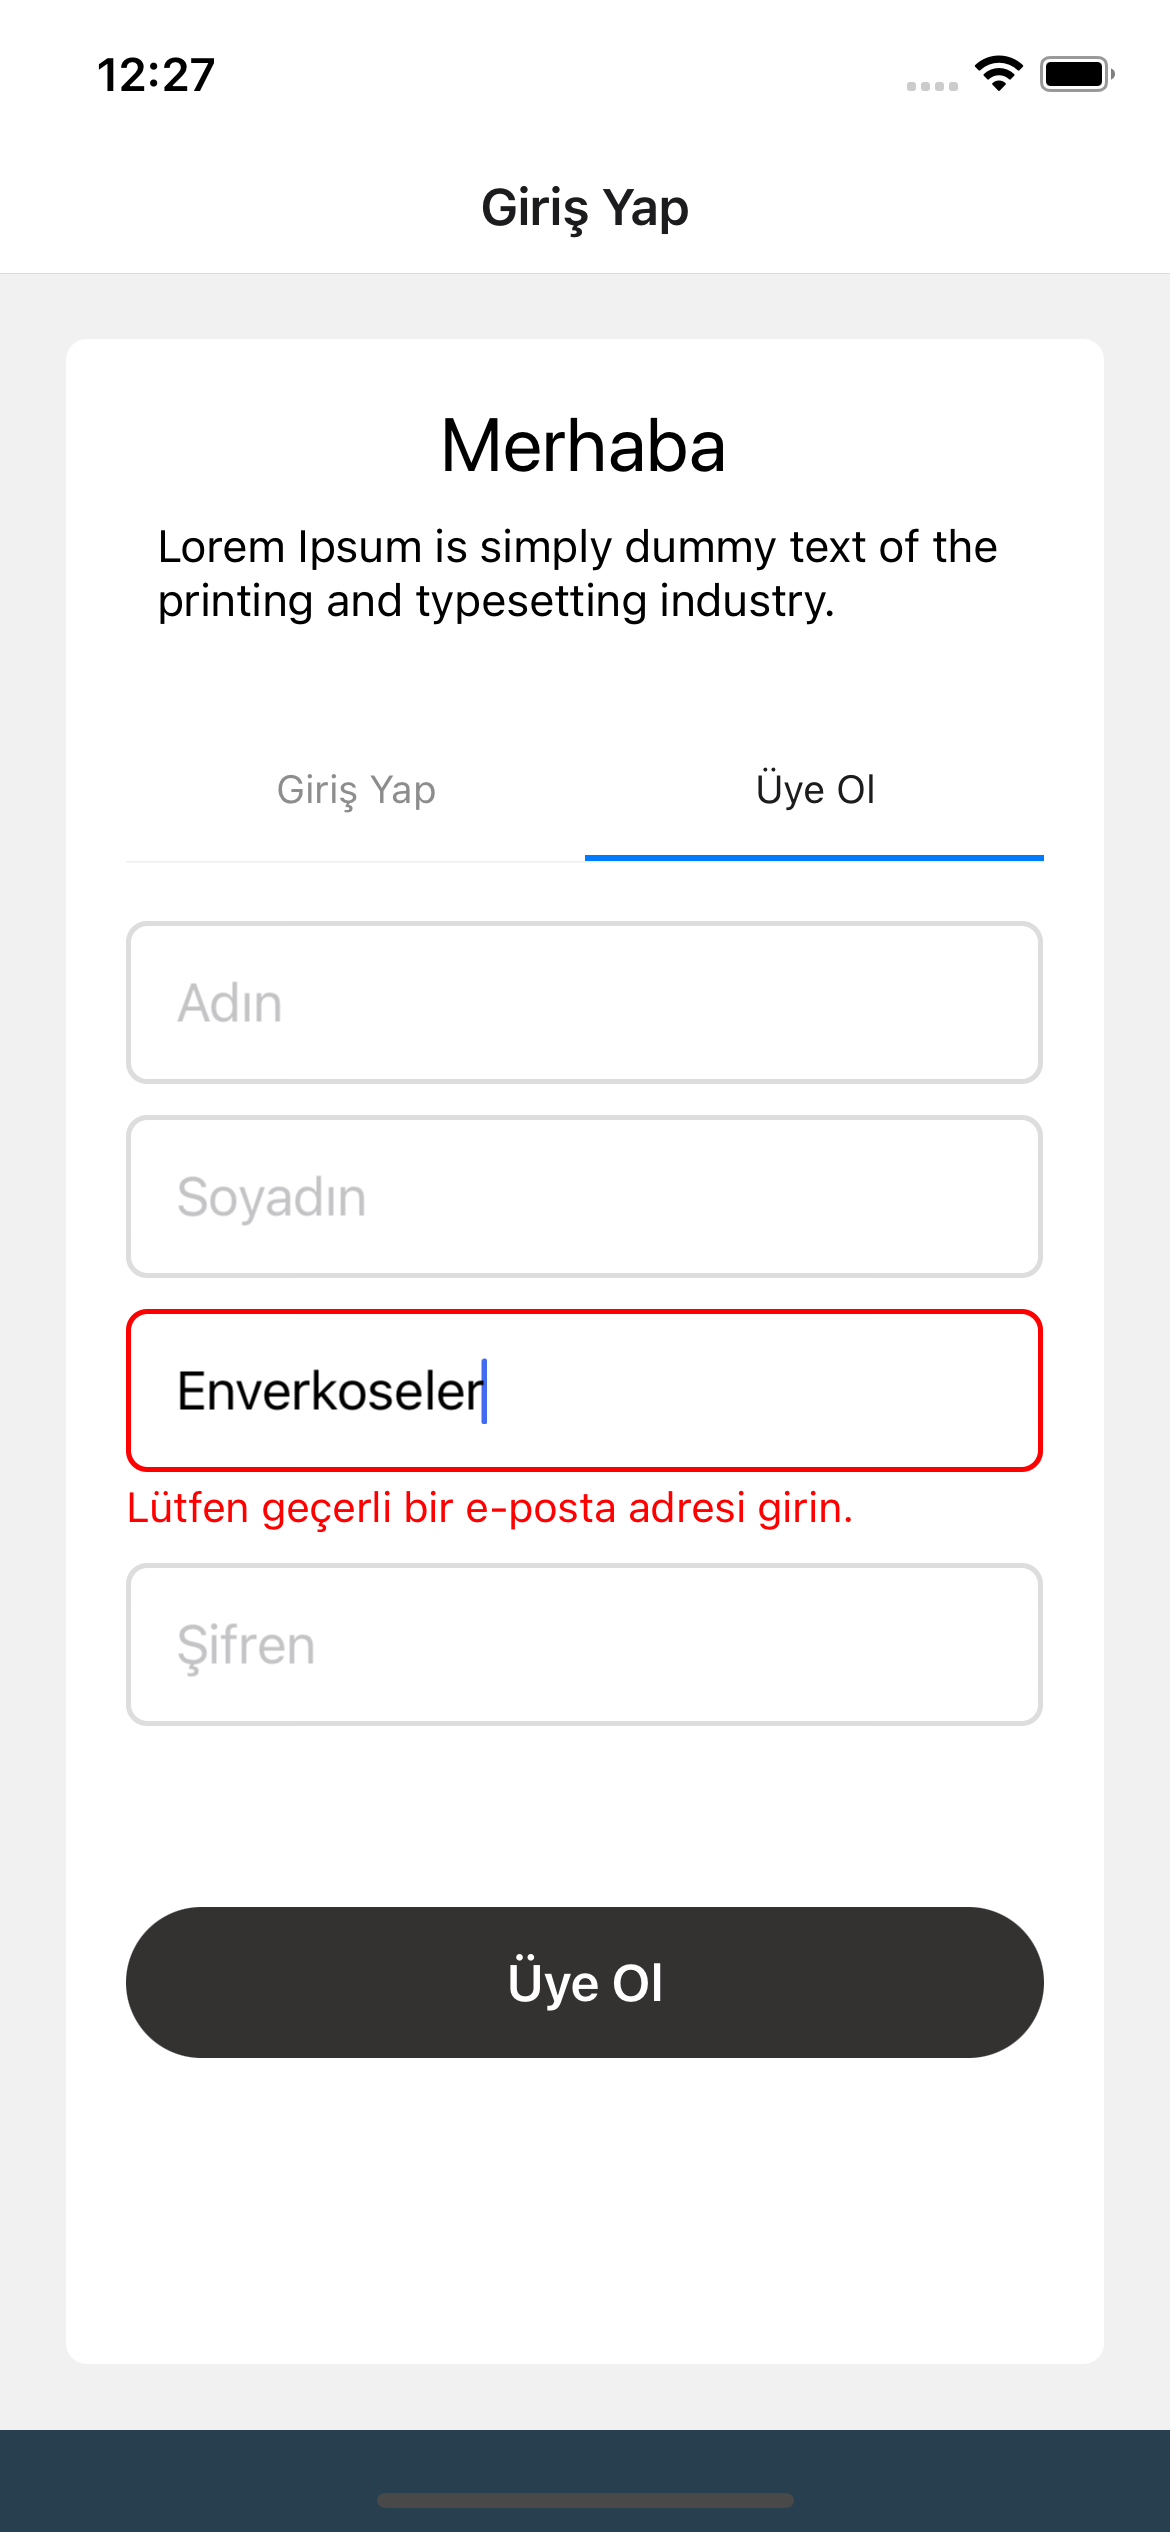 12:27
Giriş Yap
Merhaba
Lorem Ipsum is simply dummy text of the
printing and typesetting industry.
Giriş Yap
Üye Ol
Adın
Soyadın
Enverkoseler
Lütfen geçerli bir e-posta adresi girin.
Şifren
Üye Ol